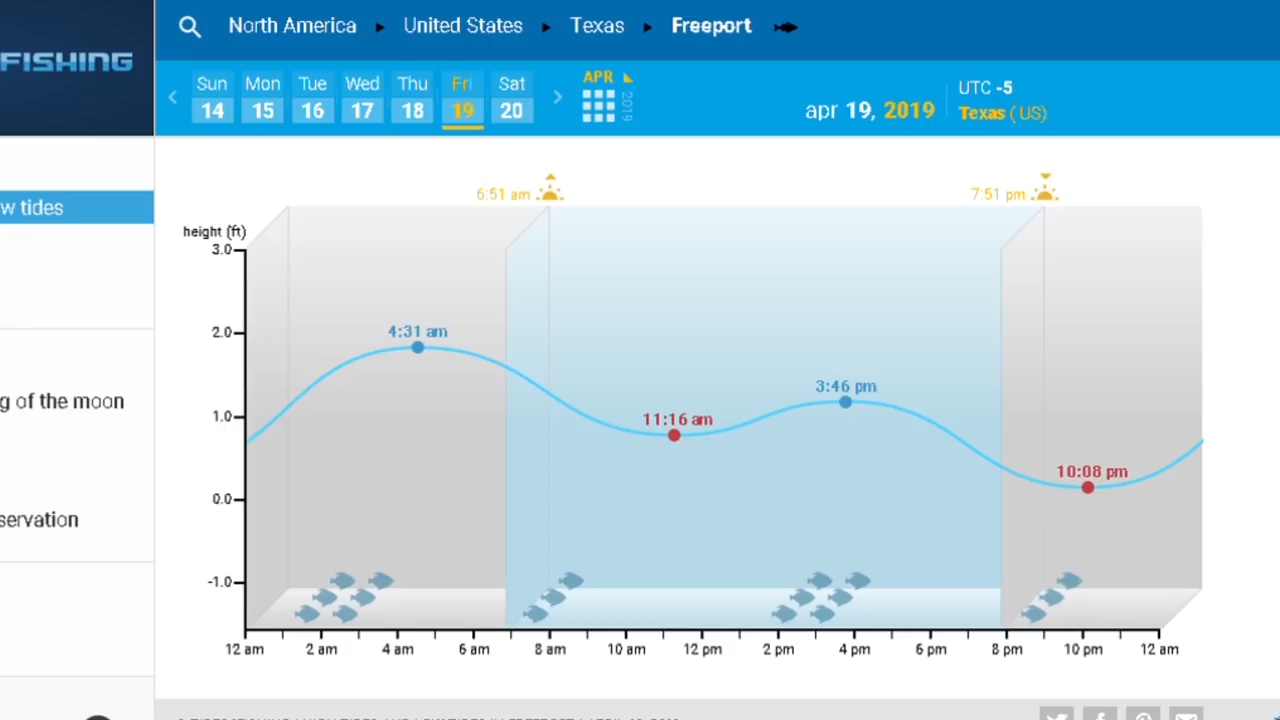 FISHING
North America United States Texas Freeport
Sun Mon Tue Wed Thu Fri Sat
14 15 16 17 18 19 20
APR
2019
apr 19, 2019
UTC -5
Texas (US)
w tides
g of the moon
servation
6:51 am
7:51 pm
height (ft)
3.0
2.0
1.0
0.0
-1.0
4:31 am
11:16 am
3:46 pm
10:08 pm
12 am 2 am 4 am 6 am 8 am 10 am 12 pm 2 pm 4 pm 6 pm 8 pm 10 pm 12 am